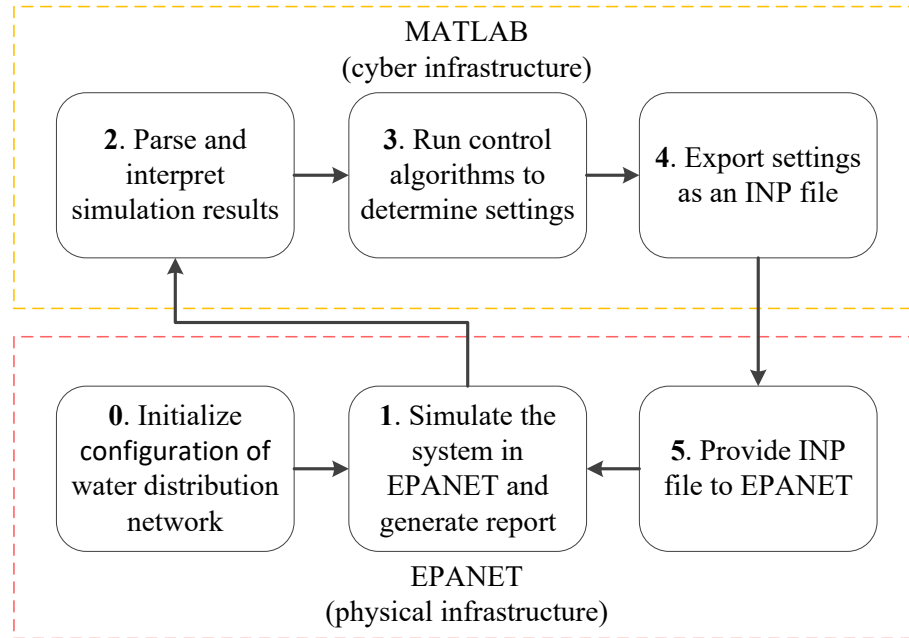 MATLAB
(cyber infrastructure)
2. Parse and
interpret
simulation results
3. Run control
algorithms to
determine settings
4. Export settings
as an INP file
0. Initialize
configuration of
water distribution
network
1. Simulate the
system in
EPANET and
generate report
5. Provide INP
file to EPANET
EPANET
(physical infrastructure)